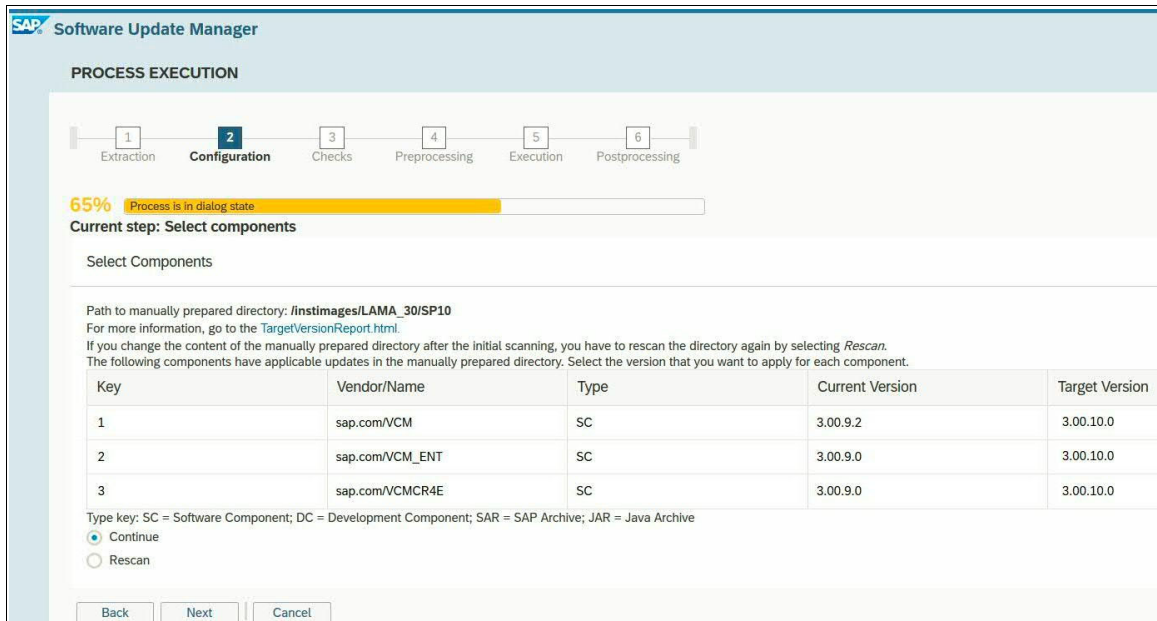 SAP Software Update Manager
PROCESS EXECUTION
1 2 3 4 5 6
Extraction Configuration Checks Preprocessing Execution Postprocessing
65% Process is in dialog state
Current step: Select components
Select Components
Path to manually prepared directory: /instimages/LAMA_30/SP10
For more information, go to the TargetVersionReport.html.
If you change the content of the manually prepared directory after the initial scanning, you have to rescan the directory again by selecting Rescan.
The following components have applicable updates in the manually prepared directory. Select the version that you want to apply for each component.
Key Vendor/Name Type Current Version Target Version
1 sap.com/VCM SC 3.00.9.2 3.00.10.0
2 sap.com/VCM_ENT SC 3.00.9.0 3.00.10.0
3 sap.com/VCMCR4E SC 3.00.9.0 3.00.10.0
Type key: SC = Software Component; DC = Development Component; SAR = SAP Archive; JAR = Java Archive
Continue
Rescan
Back Next Cancel